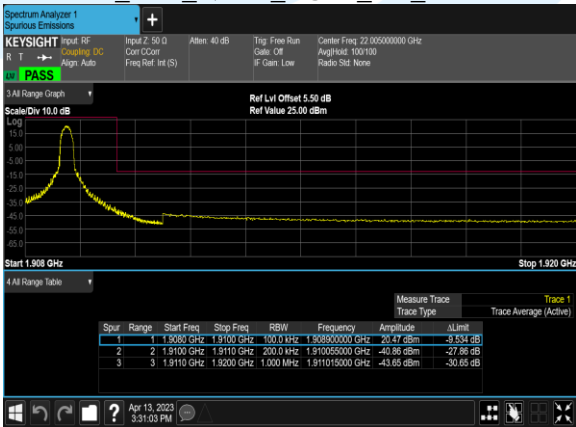 Spectrum Analyzer 1
Spurious Emissions
KEYSIGHT
R T
Input: RF
Coupling: DC
Align: Auto
Input Z: 50 Ω
Corr CCorr
Freq Ref: Int (S)
Atten: 40 dB
Trig: Free Run
Gate: Off
IF Gain: Low
Center Freq: 22.005000000 GHz
Avg|Hold: 100/100
Radio Std: None
PASS
3 All Range Graph
Scale/Div 10.0 dB
Ref Lvl Offset 5.50 dB
Ref Value 25.00 dBm
Log
15.0
5.00
-5.00
-15.0
-25.0
-35.0
-45.0
-55.0
-65.0
Start 1.908 GHz
Stop 1.920 GHz
4 All Range Table
Measure Trace Trace 1
Trace Type Trace Average (Active)
Spur Range Start Freq Stop Freq RBW Frequency Amplitude ΔLimit
1 1 1.9080 GHz 1.9100 GHz 100.0 kHz 1.908900000 GHz 20.47 dBm -9.534 dB
2 2 1.9100 GHz 1.9110 GHz 200.0 kHz 1.910055000 GHz -40.86 dBm -27.86 dB
3 3 1.9110 GHz 1.9200 GHz 1.000 MHz 1.911015000 GHz -43.65 dBm -30.65 dB
?
Apr 13, 2023
3:31:03 PM